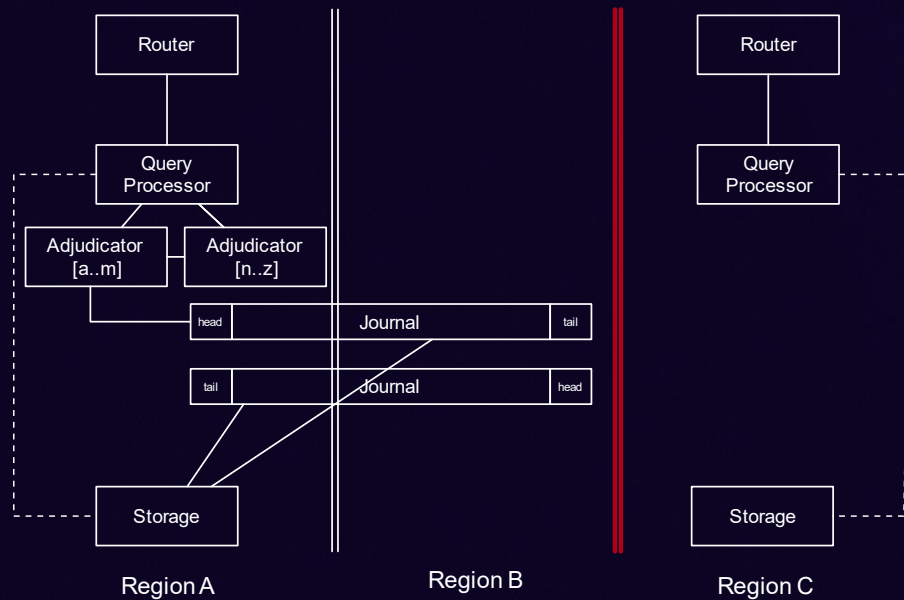 Router
Router
Query
Processor
Query
Processor
Adjudicator
[a..m]
Adjudicator
[n..z]
head
Journal
tail
tail
Journal
head
Storage
Storage
Region A
Region B
Region C